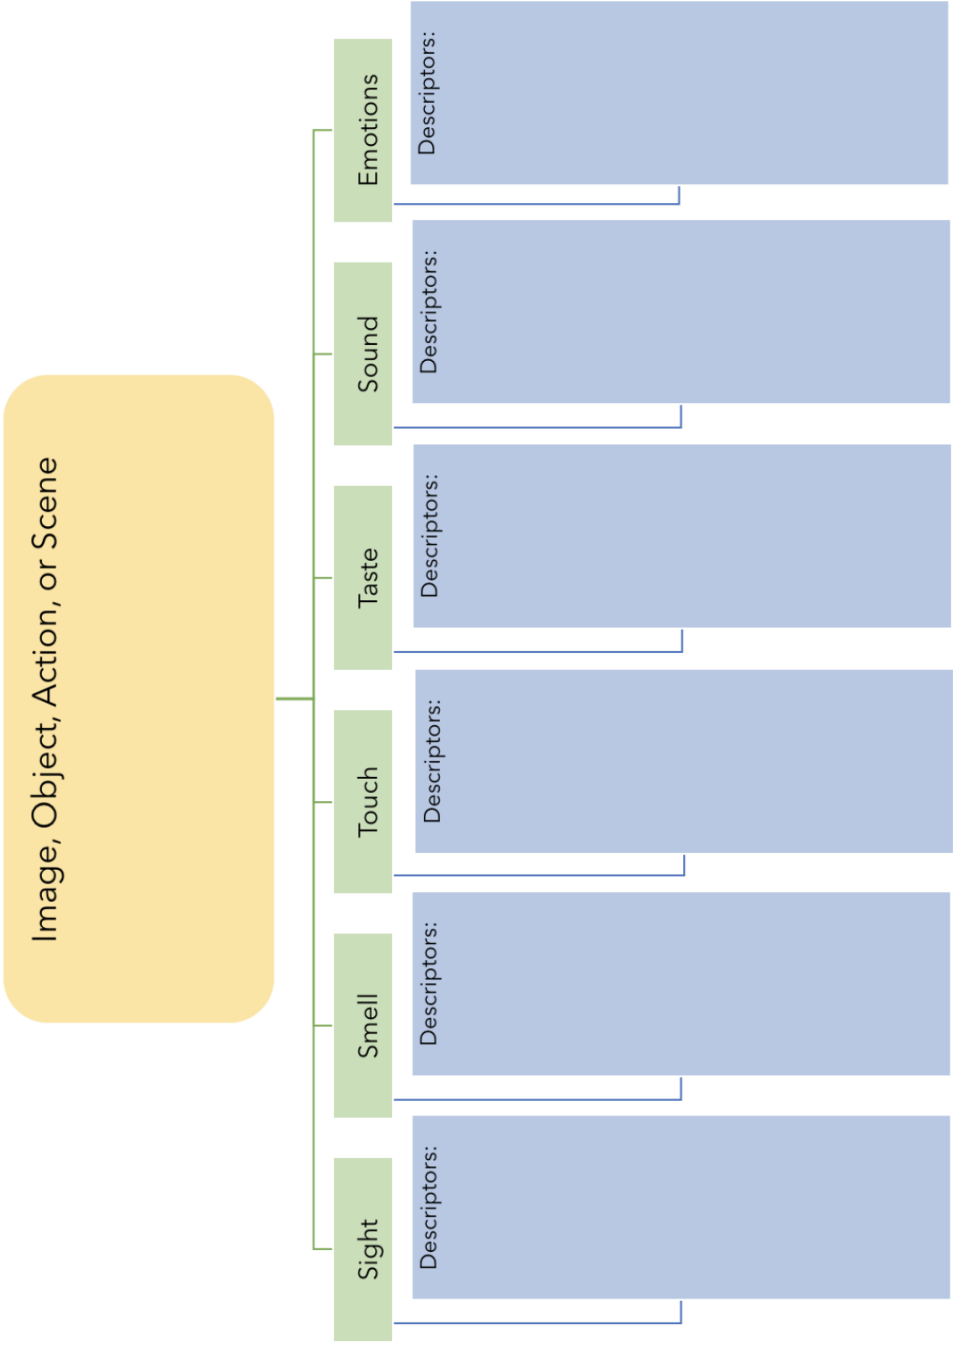 Image, Object, Action, or Scene
Sight
Descriptors:
Smell
Descriptors:
Touch
Descriptors:
Taste
Descriptors:
Sound
Descriptors:
Emotions
Descriptors: